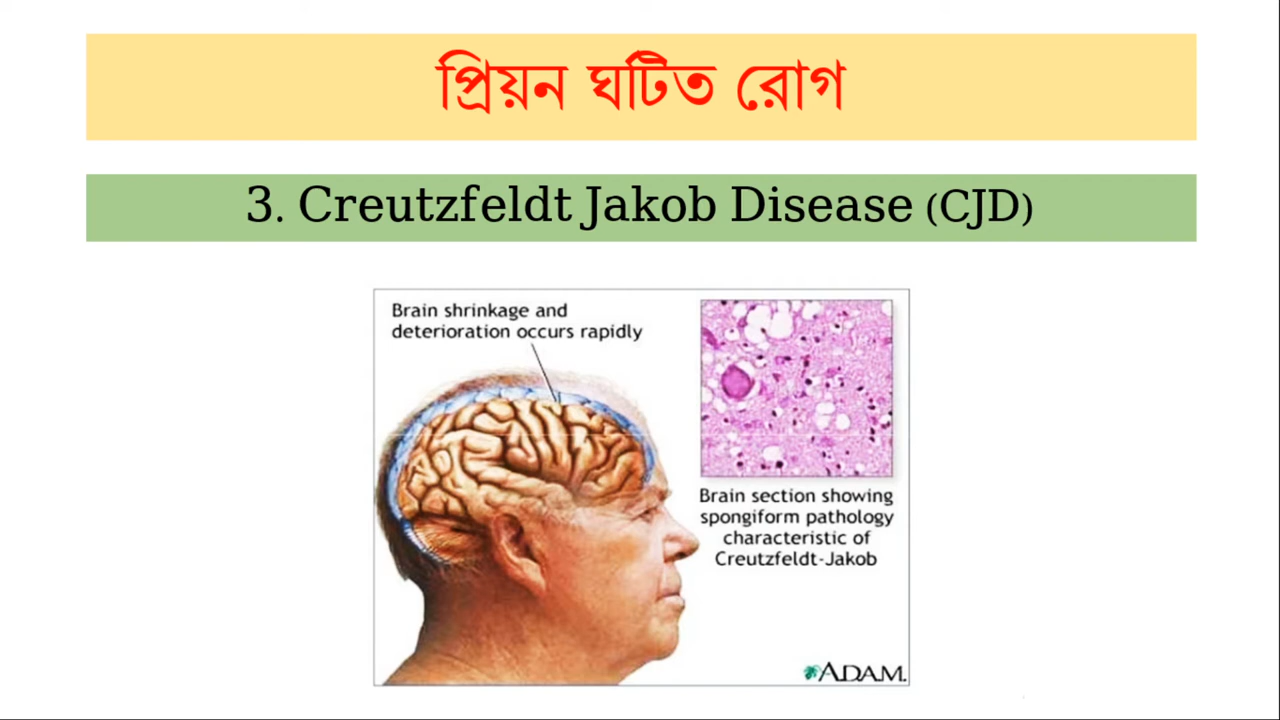 প্রিয়ন ঘটিত রোগ
3. Creutzfeldt Jakob Disease (CJD)
Brain shrinkage and
deterioration occurs rapidly
Brain section showing
spongiform pathology
characteristic of
Creutzfeldt-Jakob
ADAM.